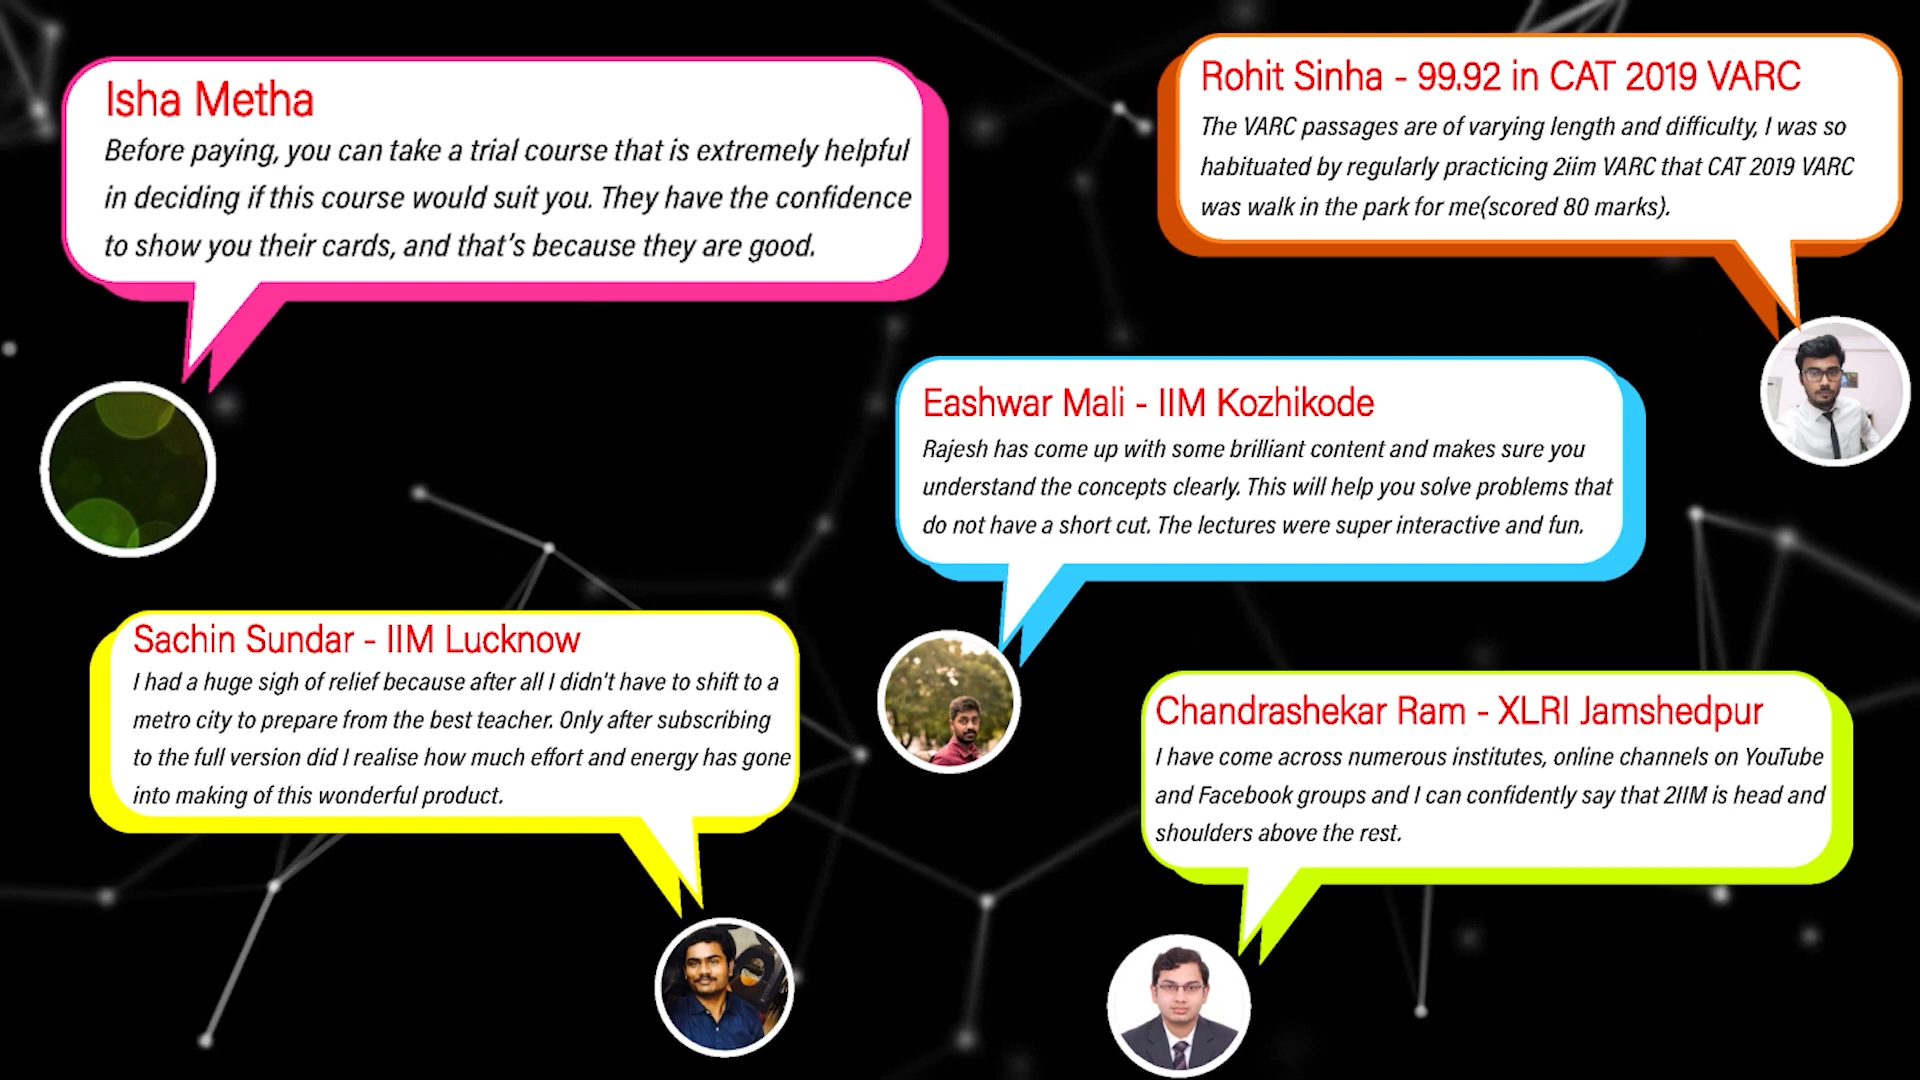 Isha Metha
Before paying, you can take a trial course that is extremely helpful
in deciding if this course would suit you. They have the confidence
to show you their cards, and that's because they are good.
Rohit Sinha - 99.92 in CAT 2019 VARC
The VARC passages are of varying length and difficulty, I was so
habituated by regularly practicing 2iim VARC that CAT 2019 VARC
was walk in the park for me(scored 80 marks).
Eashwar Mali - IIM Kozhikode
Rajesh has come up with some brilliant content and makes sure you
understand the concepts clearly. This will help you solve problems that
do not have a short cut. The lectures were super interactive and fun.
Sachin Sundar - IIM Lucknow
I had a huge sigh of relief because after all I didn't have to shift to a
metro city to prepare from the best teacher. Only after subscribing
to the full version did I realise how much effort and energy has gone
into making of this wonderful product.
Chandrashekar Ram - XLRI Jamshedpur
I have come across numerous institutes, online channels on YouTube
and Facebook groups and I can confidently say that 2IIM is head and
shoulders above the rest.